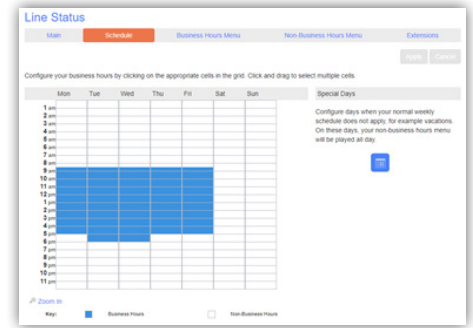 Line Status
Main Schedule Business Hours Menu Non-Business Hours Menu Extensions
Apply Cancel
Configure your business hours by clicking on the appropriate cells in the grid. Click and drag to select multiple cells.
Mon Tue Wed Thu Fri Sat Sun
1 am
2 am
3 am
4 am
5 am
6 am
7 am
8 am
9 am
10 am
11 am
12 pm
1 pm
2 pm
3 pm
4 pm
5 pm
6 pm
7 pm
8 pm
9 pm
10 pm
11 pm
Special Days
Configure days when your normal weekly
schedule does not apply, for example vacations.
On these days, your non-business hours menu
will be played all day.
Zoom In
Key: Business Hours Non-Business Hours